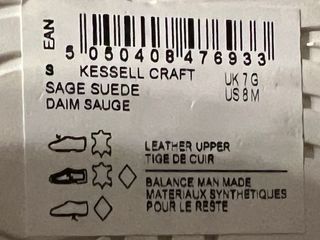 EAN
5 050408 476933
S KESSELL CRAFT UK 7 G
SAGE SUEDE US 8 M
DAIM SAUGE
LEATHER UPPER
TIGE DE CUIR
BALANCE MAN MADE
MATERIAUX SYNTHÉTIQUES
POUR LE RESTE